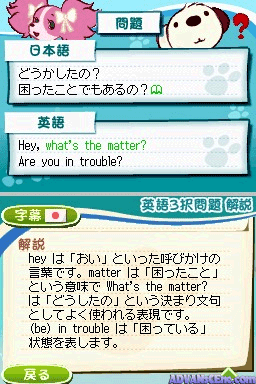 問題
日本語
どうかしたの?
困ったことでもあるの?
英語
Hey, what's the matter?
Are you in trouble?
英語3択問題 解説
字幕
解説
hey は「おい」といった呼びかけの
言葉です。matter は「困ったこと」
という意味で What's the matter?
は「どうしたの」という決まり文句
としてよく使われる表現です。
(be) in trouble は「困っている」
状態を表します。
戻る
ADVANsCEne.com